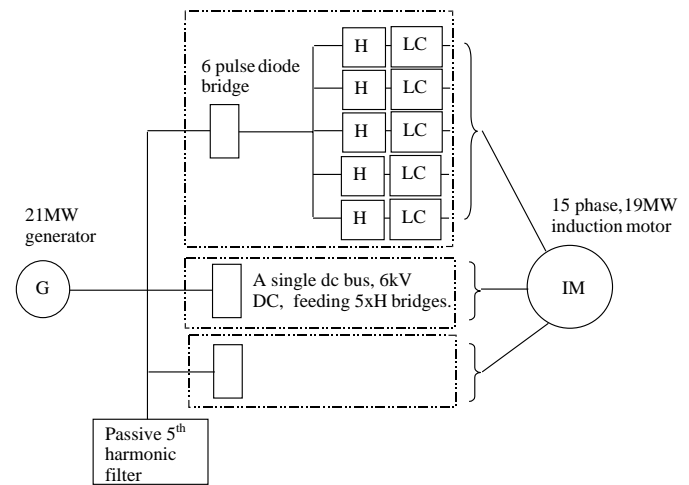 6 pulse diode
bridge
H LC
H LC
H LC
H LC
H LC
21MW
generator
G
15 phase, 19MW
induction motor
IM
A single dc bus, 6kV
DC, feeding 5xH bridges.
Passive 5th
harmonic
filter